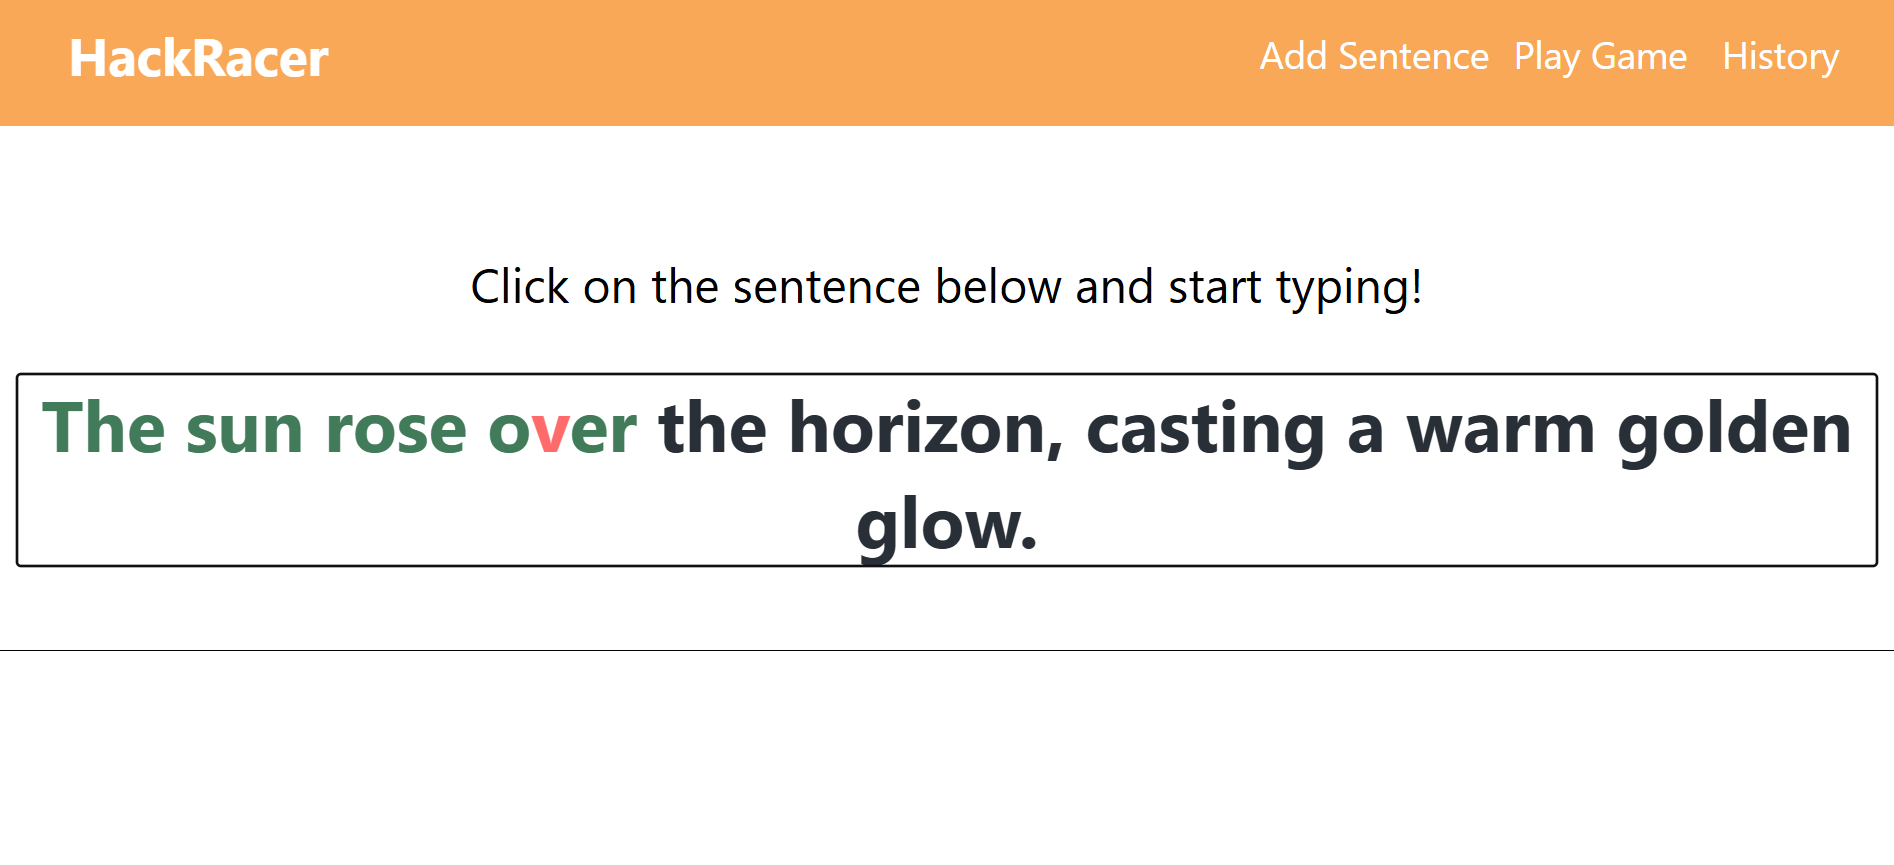 HackRacer
Add Sentence Play Game History
Click on the sentence below and start typing!
The sun rose over the horizon, casting a warm golden
glow.